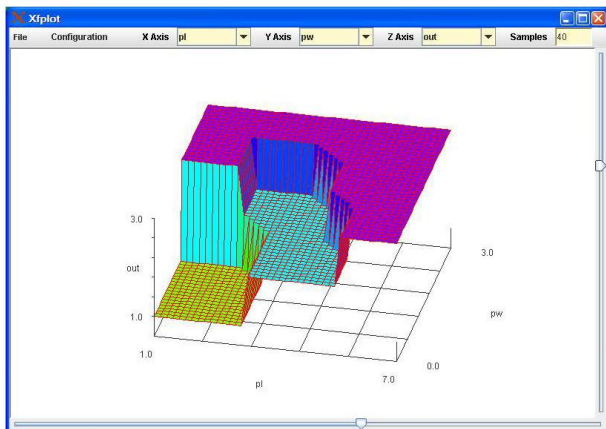 Xfplot
File Configuration X Axis pl Y Axis pw Z Axis out Samples 40
3.0
out
1.0
1.0
pl
7.0
0.0
pw
3.0